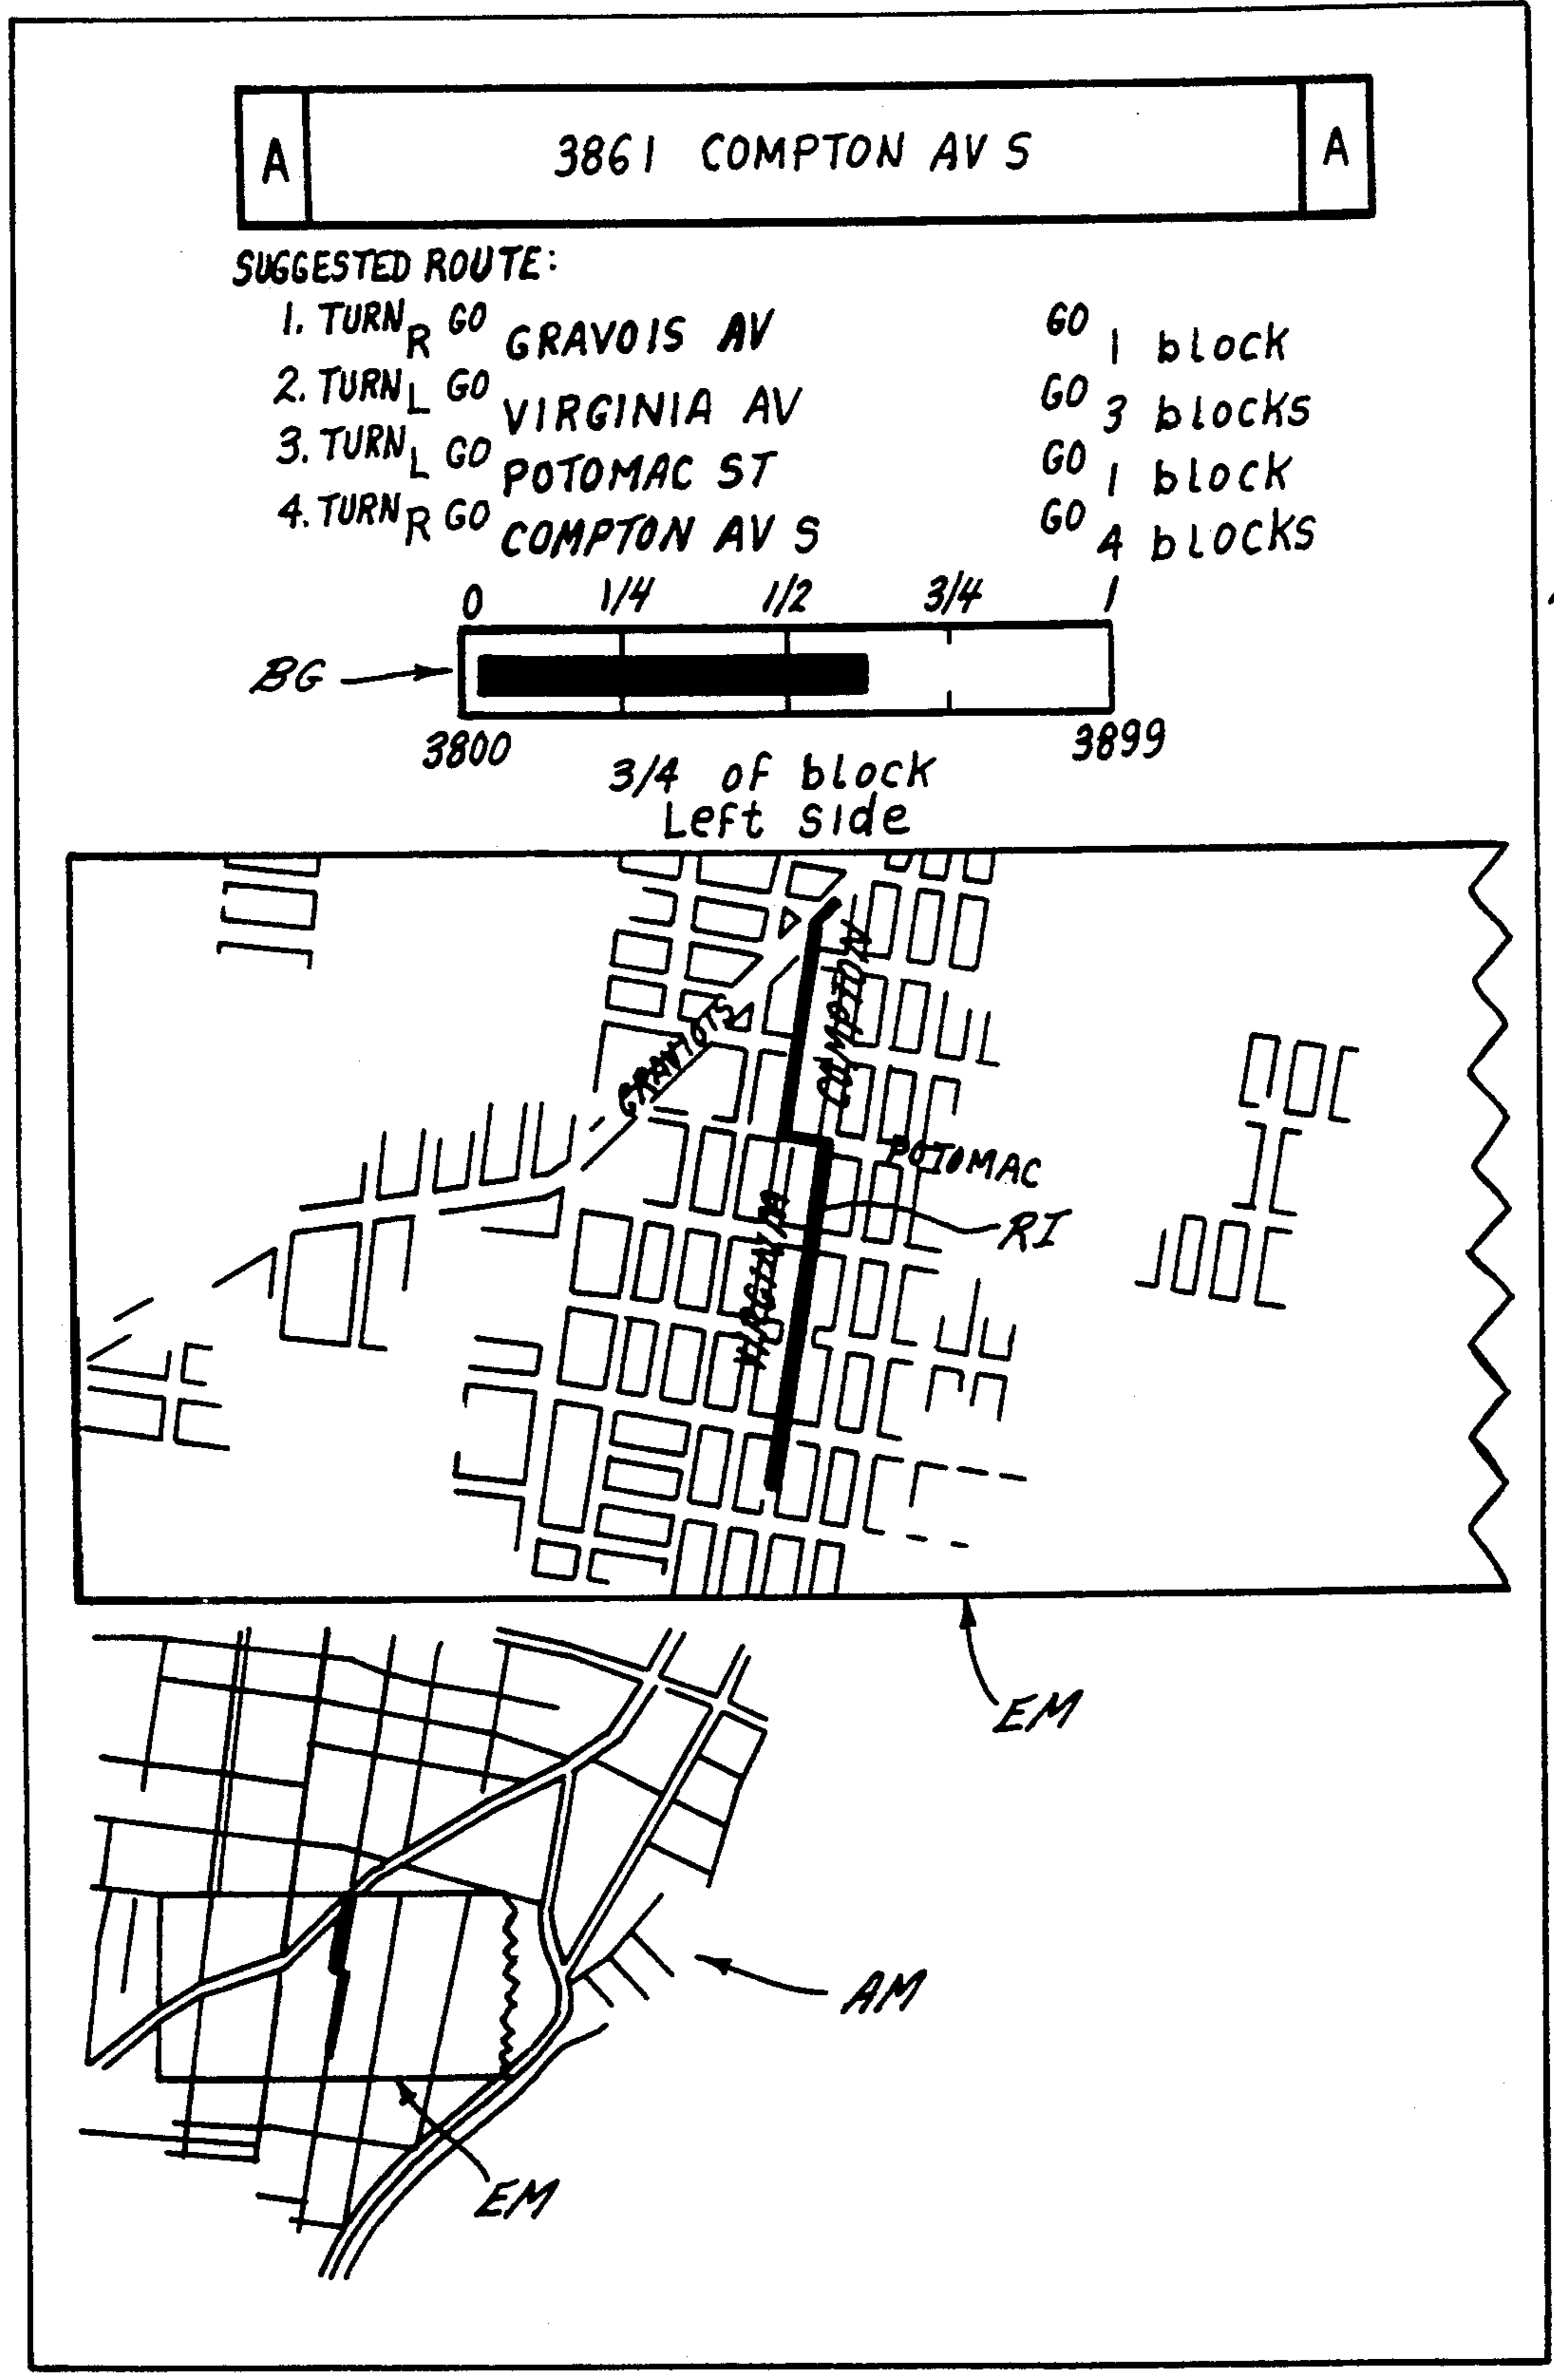 A 3861 COMPTON AV S A
SUGGESTED ROUTE:
1. TURN R GO GRAVOIS AV GO 1 block
2. TURN L GO VIRGINIA AV GO 3 blocks
3. TURN L GO POTOMAC ST GO 1 block
4. TURN R GO COMPTON AV S GO 4 blocks
0 1/4 1/2 3/4 1
BG
3800 3899
3/4 of block
Left side
COMPTON
GRAVOIS
POTOMAC
VIRGINIA
RI
EM
AM
EM